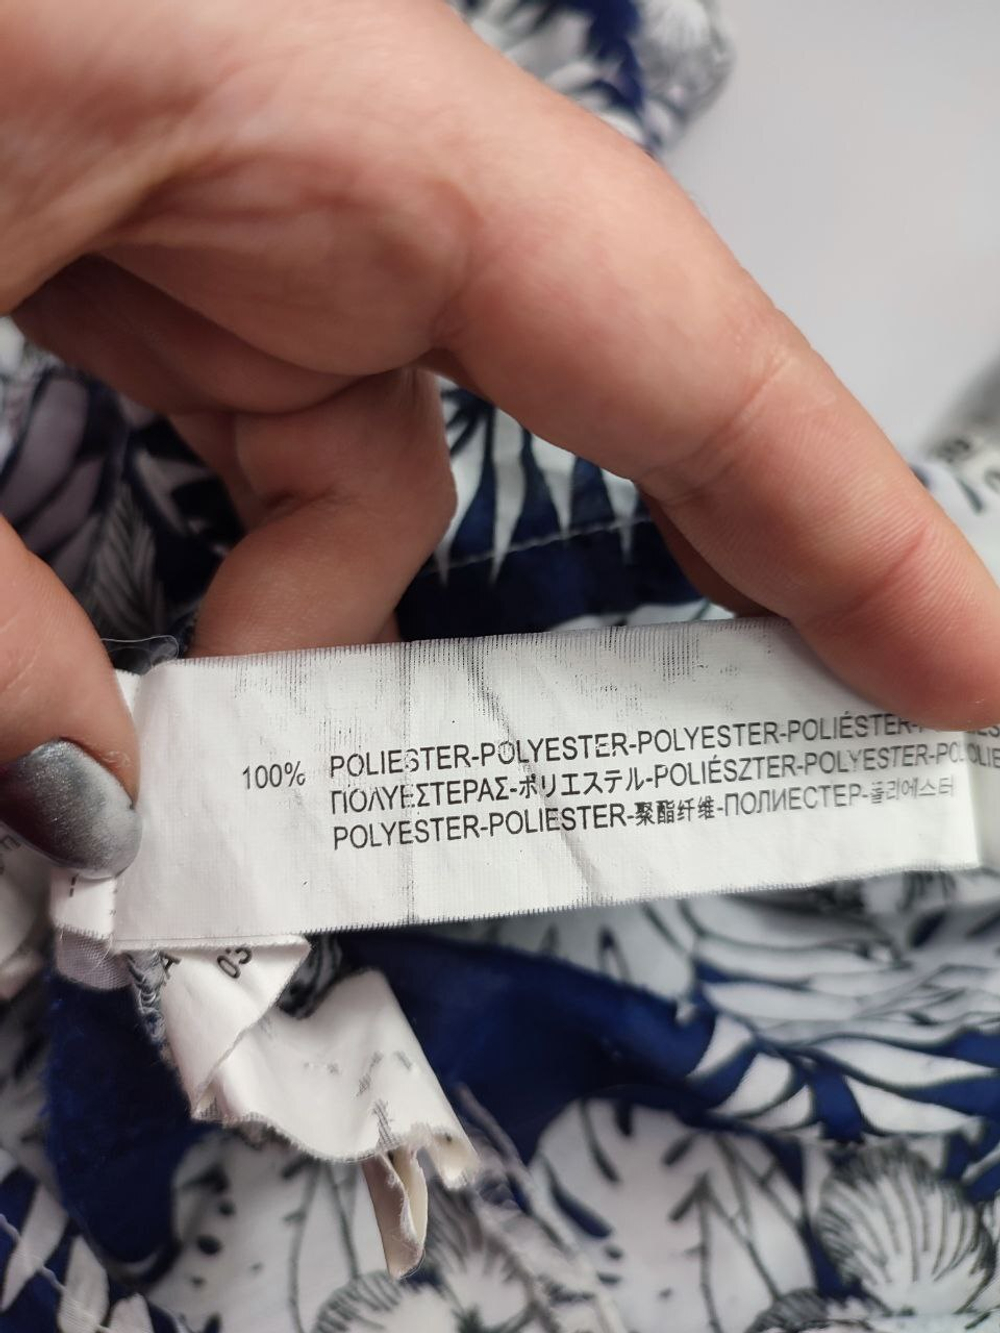 100% POLIESTER-POLYESTER-POLYESTER-POLIÉSTER-
ΠΟΛΥΕΣΤΕΡΑΣ-ポリエステル-POLIÉSZTER-POLYESTER-
POLYESTER-POLIESTER-聚酯纤维-ПОЛИЕСТЕР-폴리에스터
03